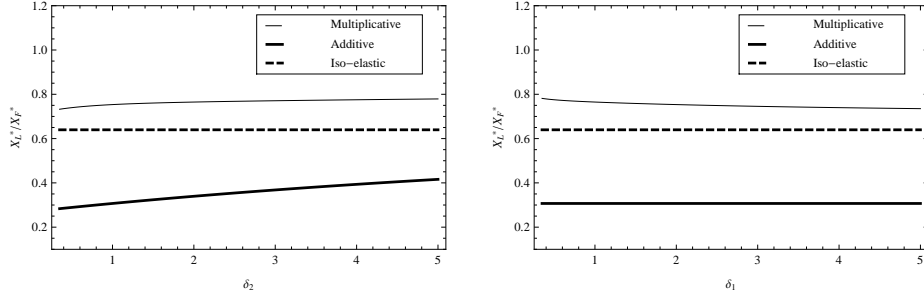 Multiplicative
Additive
Iso−elastic
1.2
1.0
0.8
0.6
0.4
0.2
X_L*/X_F*
1 2 3 4 5
δ₂
Multiplicative
Additive
Iso−elastic
1.2
1.0
0.8
0.6
0.4
0.2
X_L*/X_F*
1 2 3 4 5
δ₁